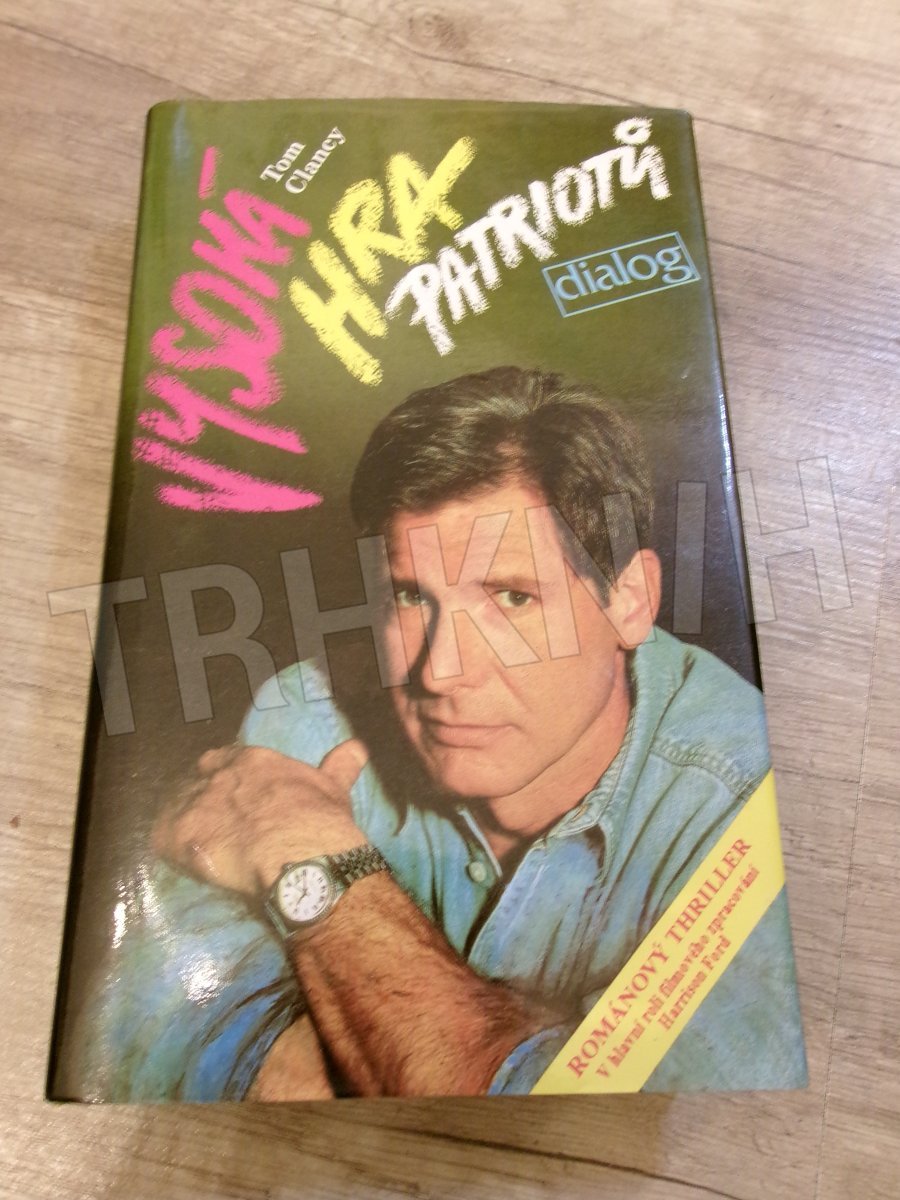 Tom
Clancy
VYSOKÁ
HRA
PATRIOTŮ
dialog
TRHKNIH
ROMÁNOVÝ THRILLER
V hlavní roli filmového zpracování
Harrison Ford